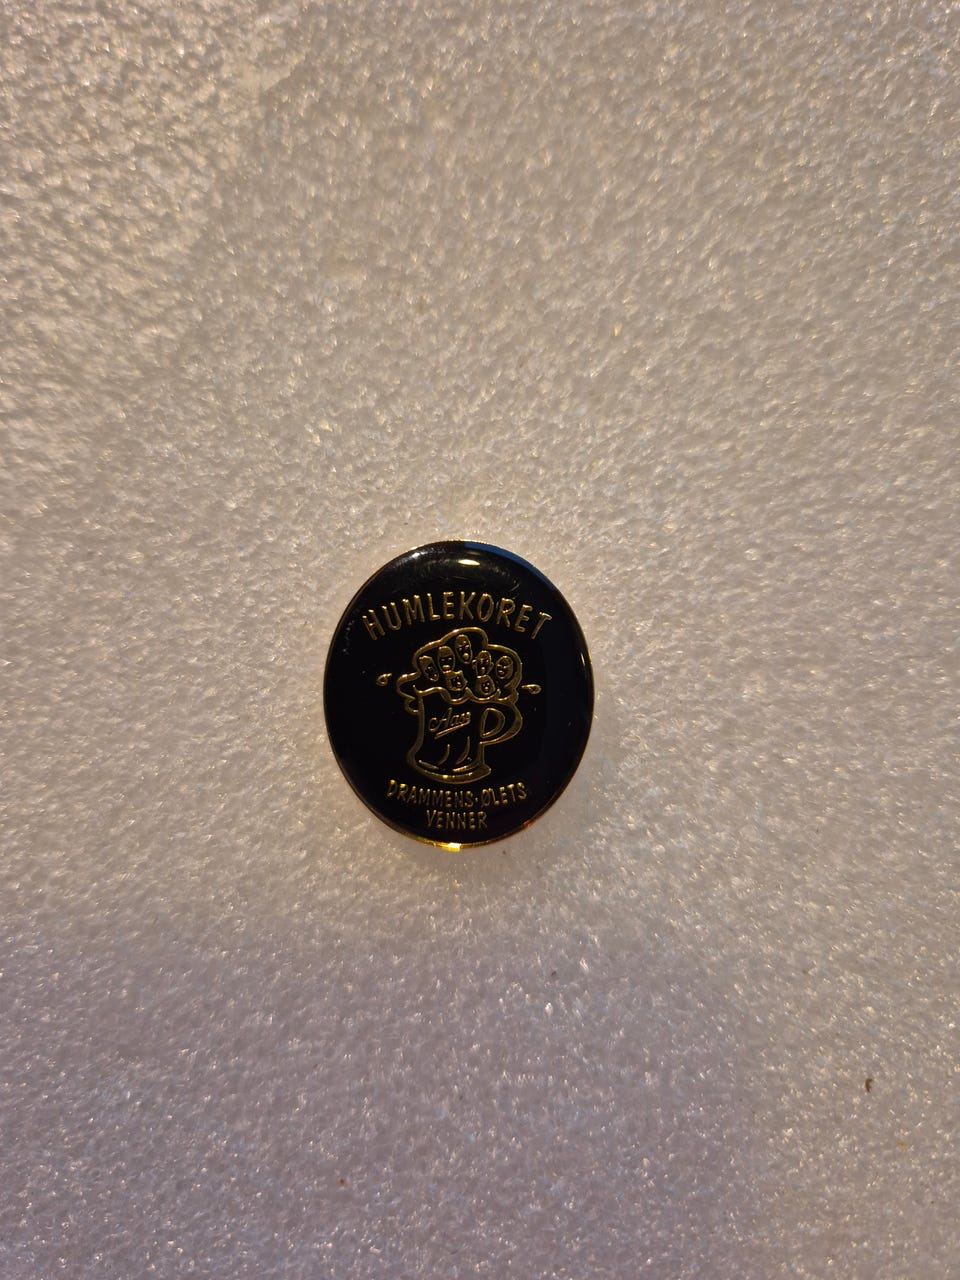 HUMLEKORET
Aass
DRAMMENS·ØLETS
VENNER